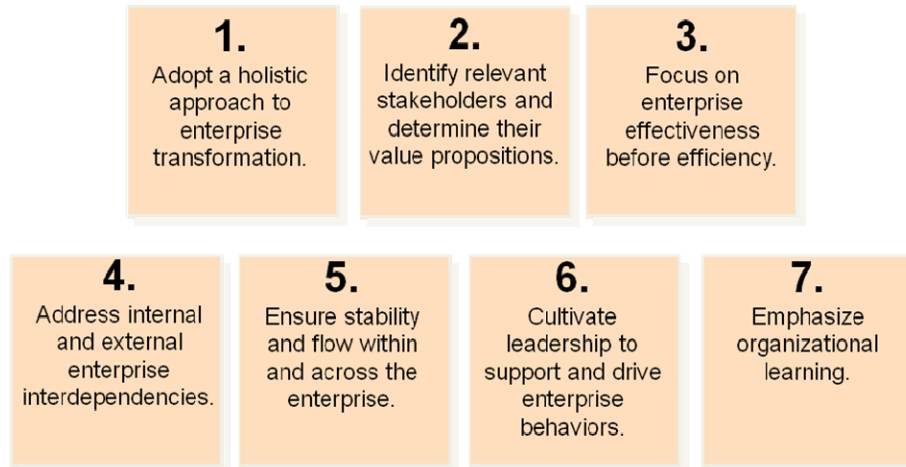 1.
Adopt a holistic
approach to
enterprise
transformation.
2.
Identify relevant
stakeholders and
determine their
value propositions.
3.
Focus on
enterprise
effectiveness
before efficiency.
4.
Address internal
and external
enterprise
interdependencies.
5.
Ensure stability
and flow within
and across the
enterprise.
6.
Cultivate
leadership to
support and drive
enterprise
behaviors.
7.
Emphasize
organizational
learning.